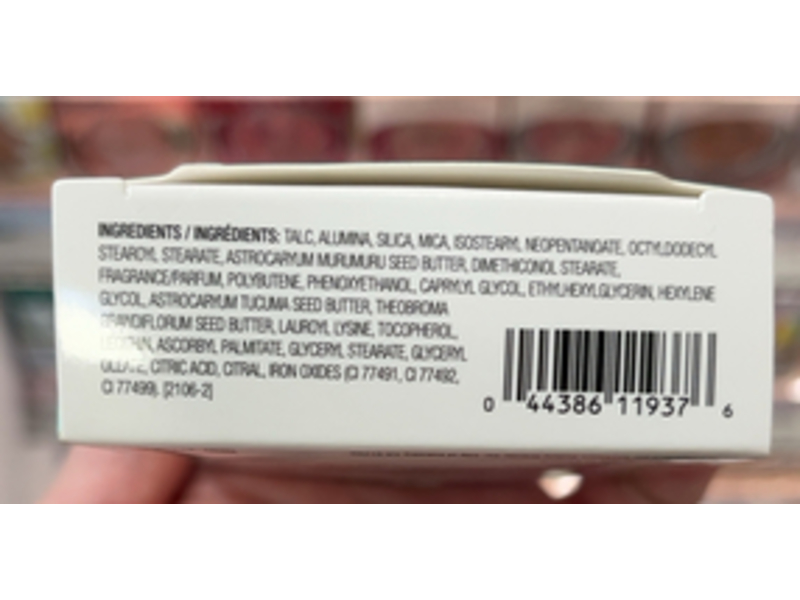 INGREDIENTS / INGRÉDIENTS: TALC, ALUMINA, SILICA, MICA, ISOSTEARYL NEOPENTANOATE, OCTYLDODECYL
STEAROYL STEARATE, ASTROCARYUM MURUMURU SEED BUTTER, DIMETHICONOL STEARATE,
FRAGRANCE/PARFUM, POLYBUTENE, PHENOXYETHANOL, CAPRYLYL GLYCOL, ETHYLHEXYLGLYCERIN, HEXYLENE
GLYCOL, ASTROCARYUM TUCUMA SEED BUTTER, THEOBROMA
GRANDIFLORUM SEED BUTTER, LAUROYL LYSINE, TOCOPHEROL,
LECITHIN, ASCORBYL PALMITATE, GLYCERYL STEARATE, GLYCERYL
OLEATE, CITRIC ACID, CITRAL, IRON OXIDES (CI 77491, CI 77492,
CI 77499). [2106-2]
0 44386 11937 6